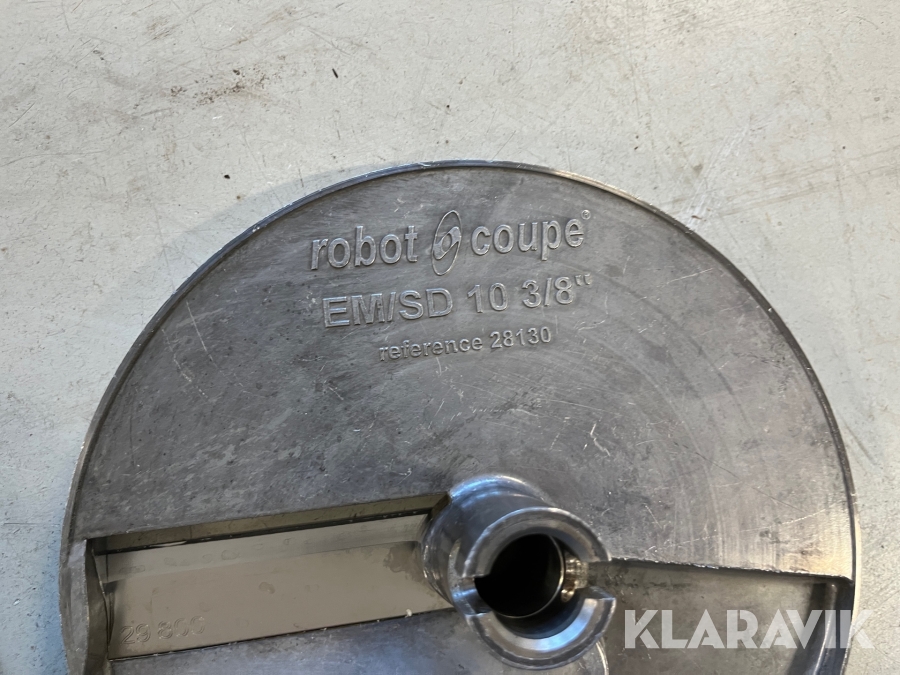 robot coupe®
EM/SD 10 3/8"
reference 28130
KLARAVIK